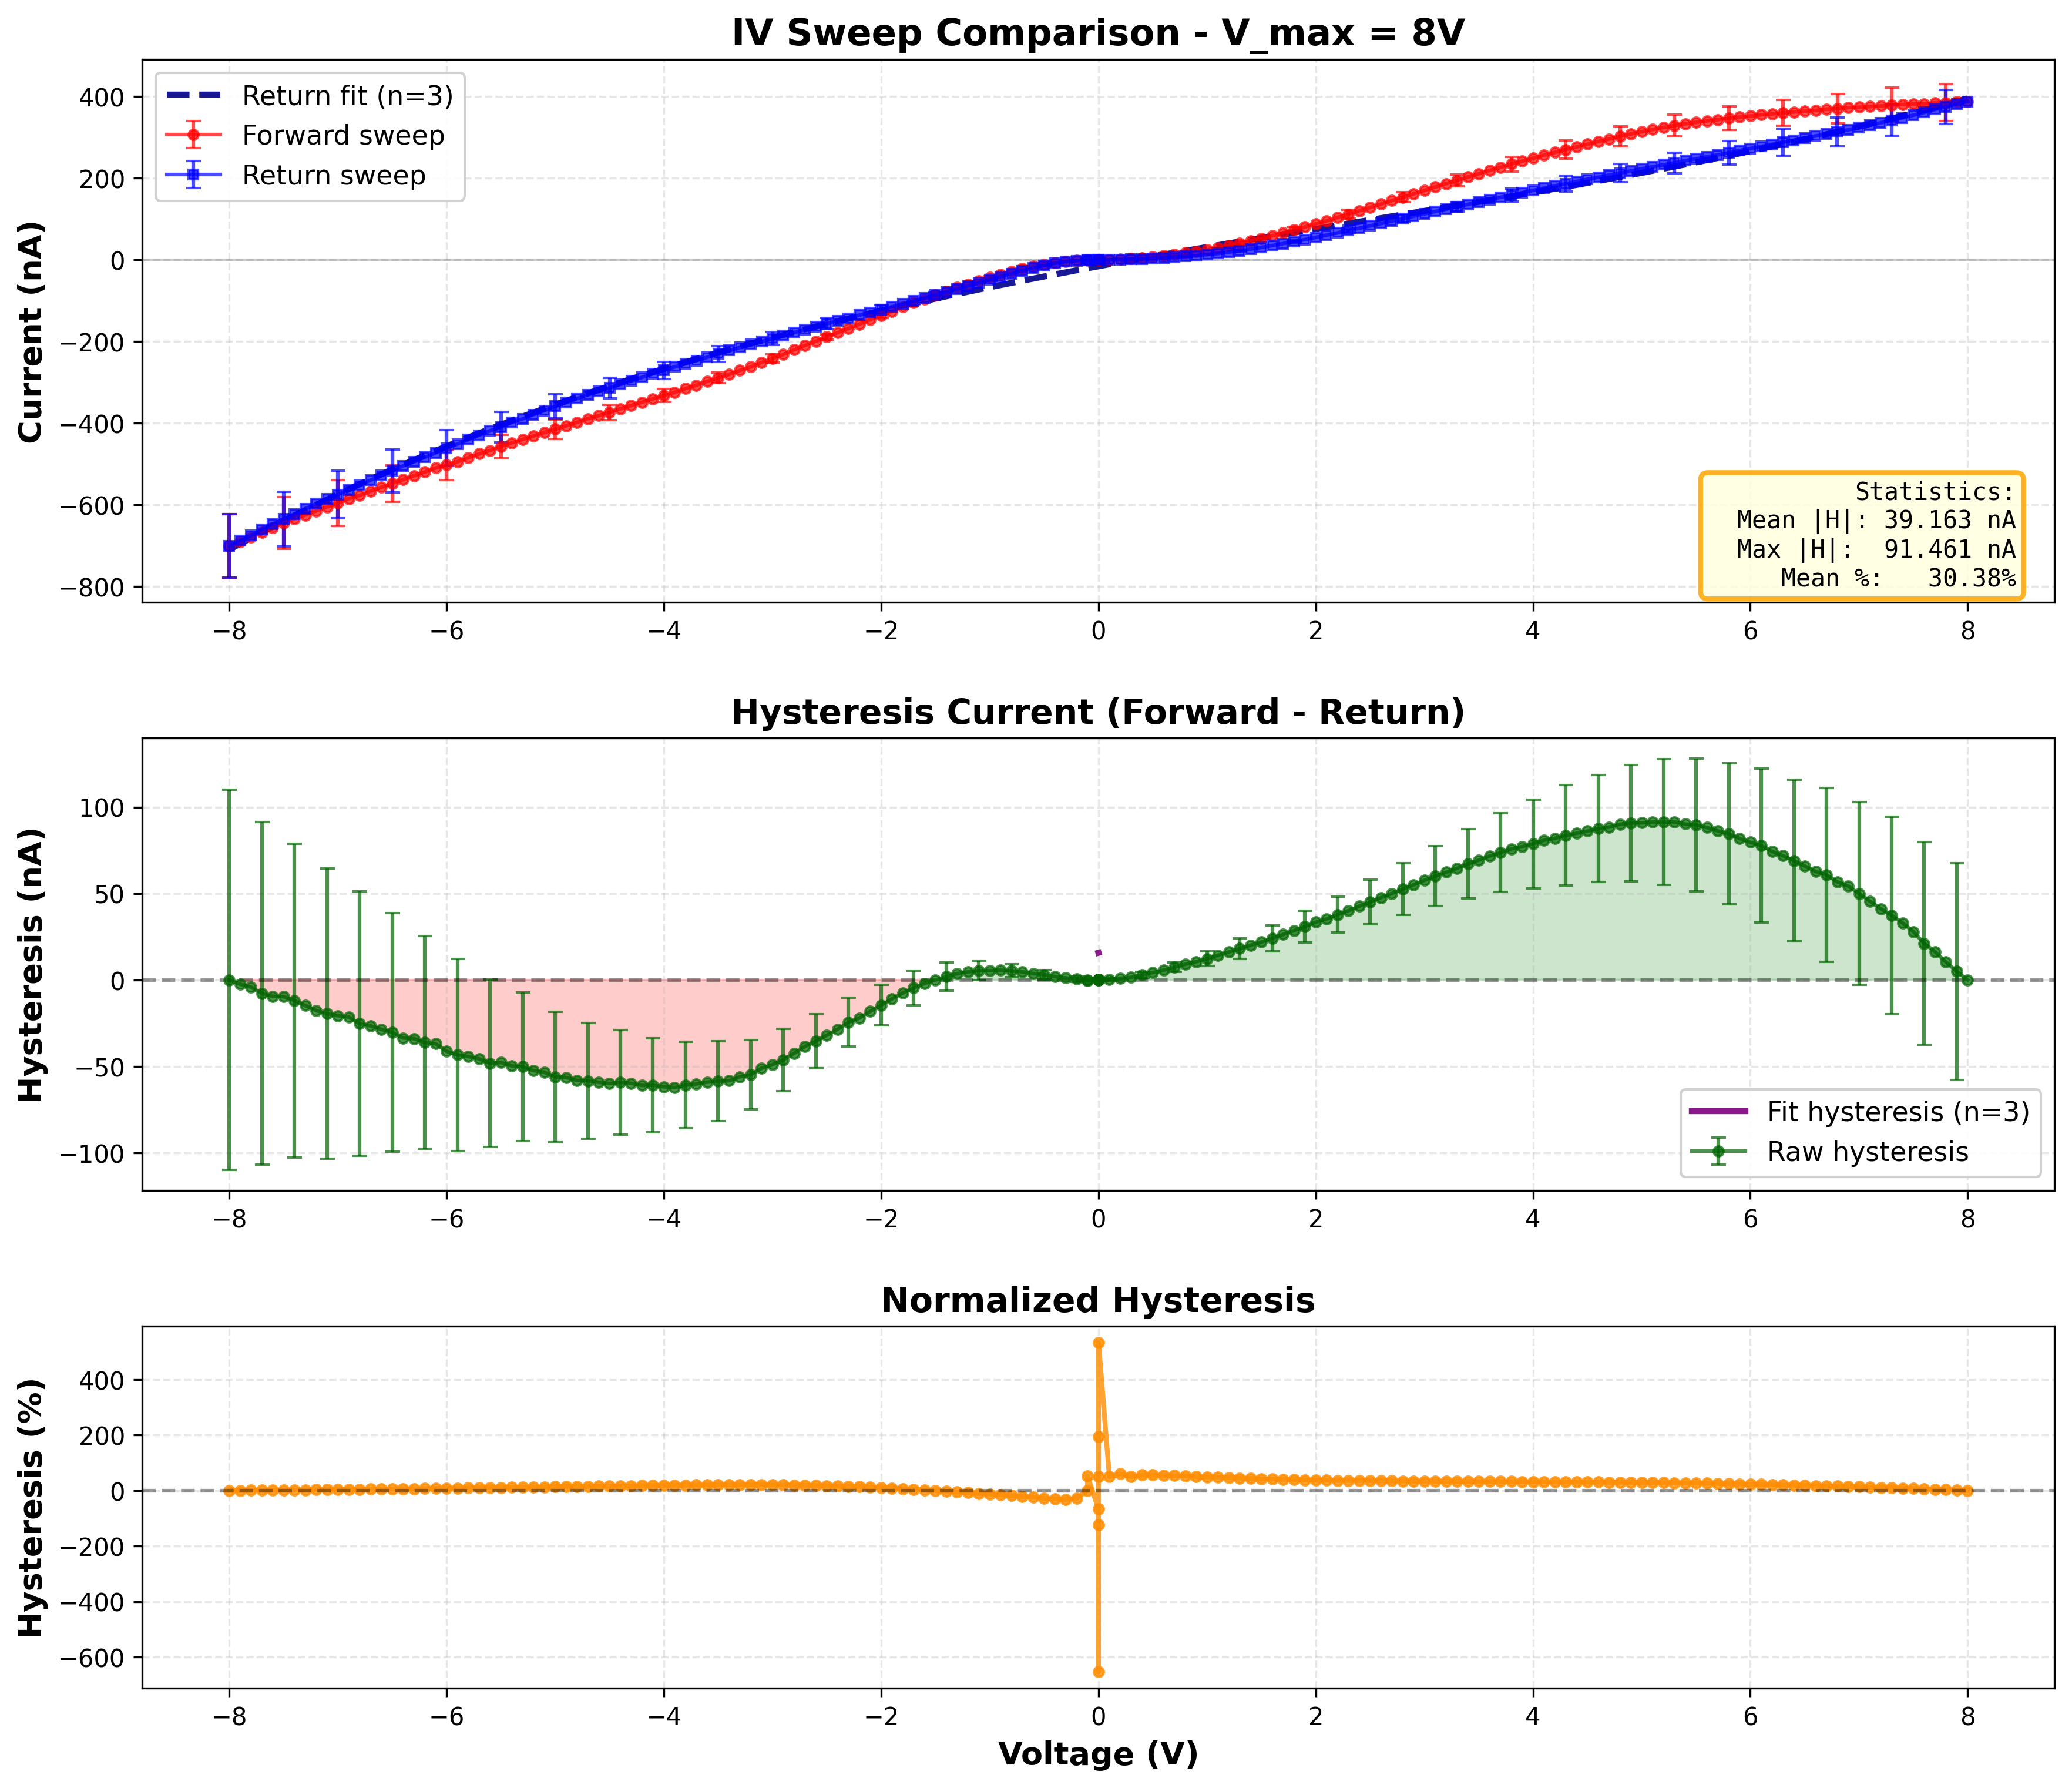 IV Sweep Comparison - V_max = 8V
Current (nA)
400
200
0
−200
−400
−600
−800
Return fit (n=3)
Forward sweep
Return sweep
Statistics:
Mean |H|: 39.163 nA
Max |H|: 91.461 nA
Mean %: 30.38%
−8 −6 −4 −2 0 2 4 6 8
Hysteresis Current (Forward - Return)
Hysteresis (nA)
100
50
0
−50
−100
Fit hysteresis (n=3)
Raw hysteresis
−8 −6 −4 −2 0 2 4 6 8
Normalized Hysteresis
Hysteresis (%)
400
200
0
−200
−400
−600
−8 −6 −4 −2 0 2 4 6 8
Voltage (V)